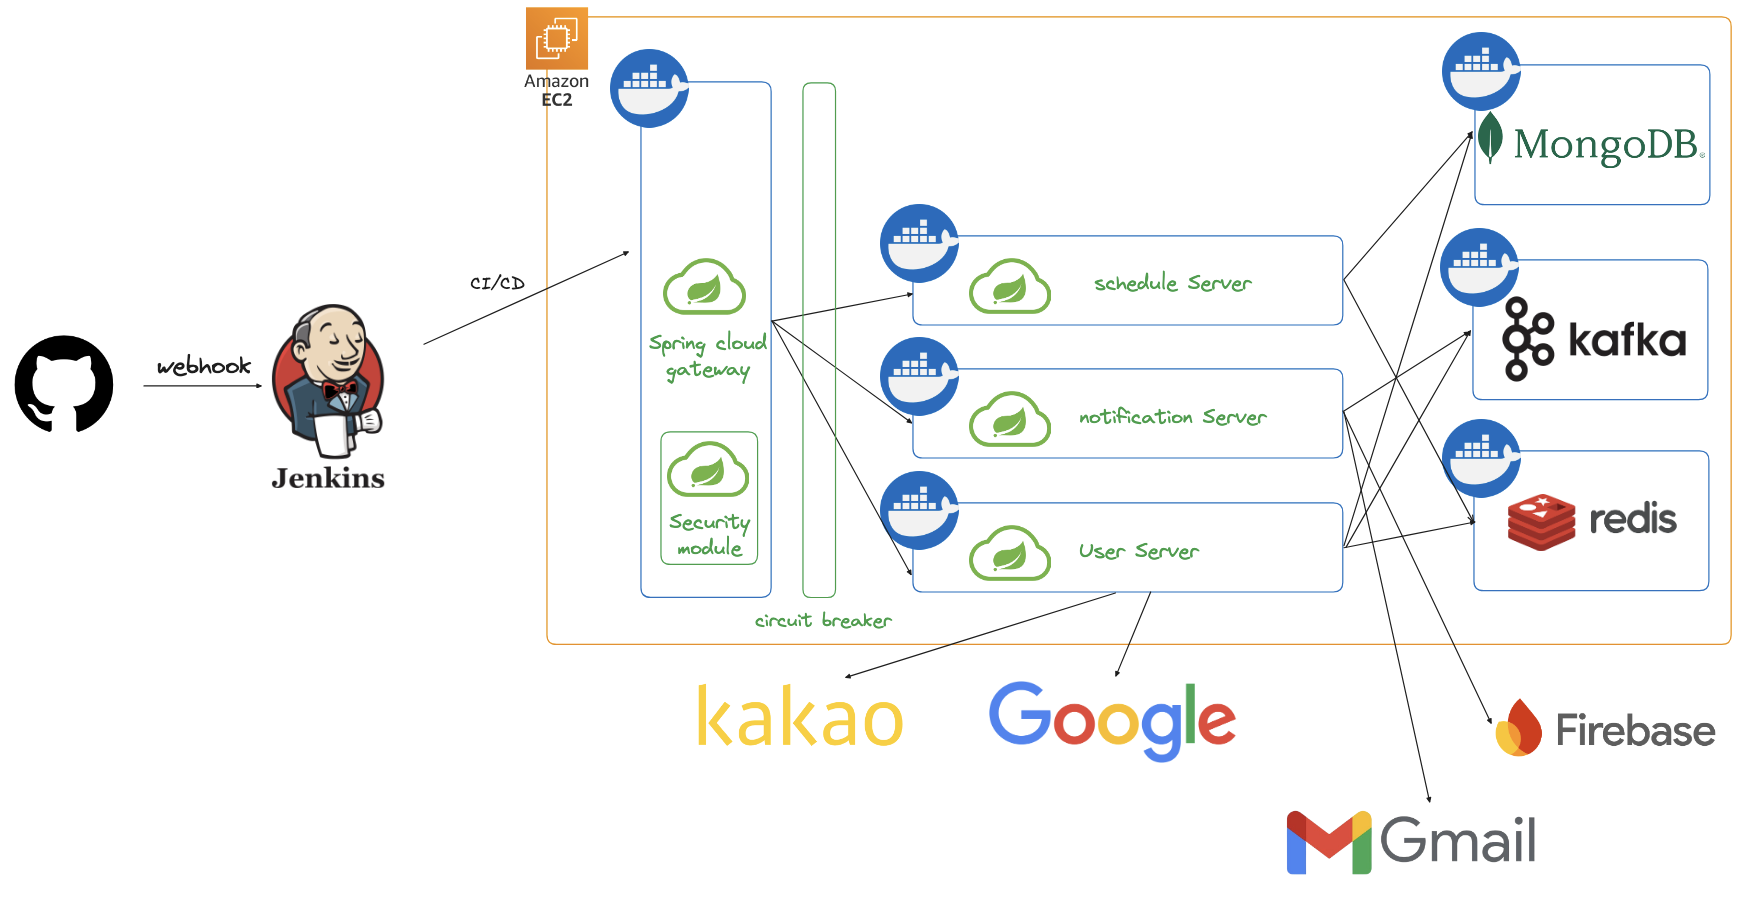 Amazon
EC2
CI/CD
webhook
Jenkins
Spring cloud
gateway
Security
module
circuit breaker
schedule Server
notification Server
User Server
MongoDB®
kafka
redis
kakao
Google
Firebase
Gmail